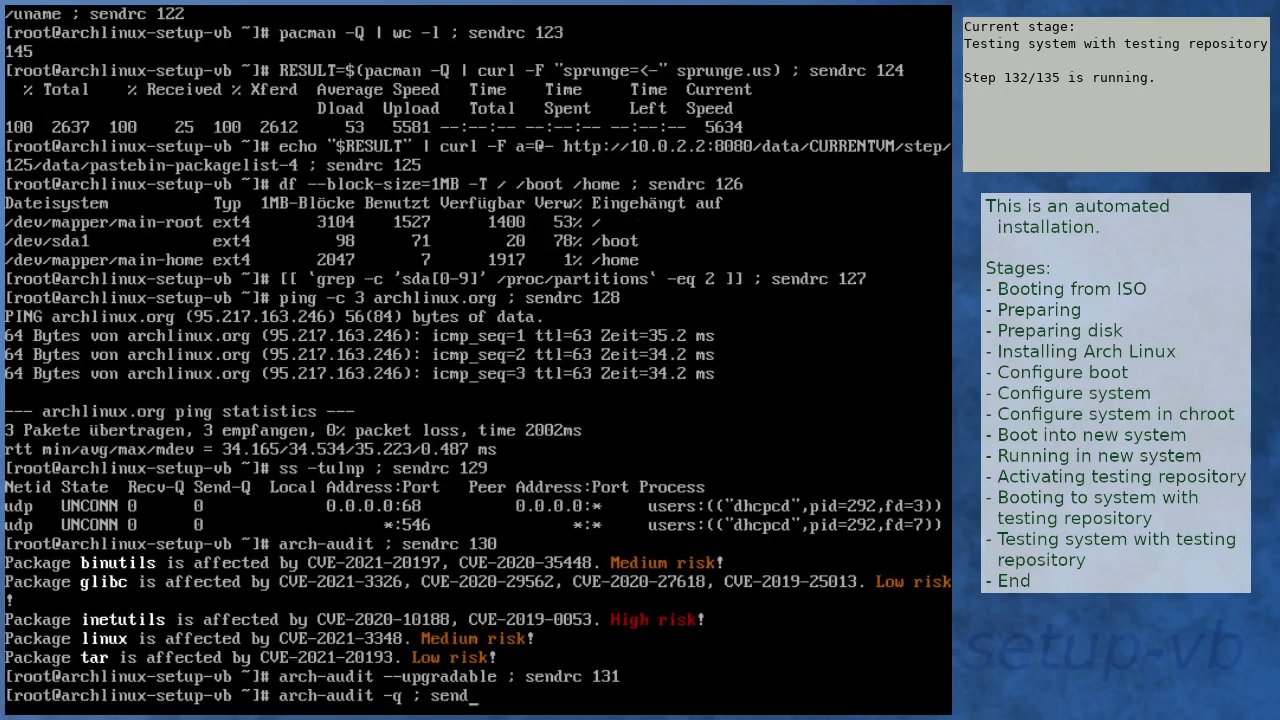 /uname ; sendrc 122
[root@archlinux-setup-vb ~]# pacman -Q | wc -l ; sendrc 123
145
[root@archlinux-setup-vb ~]# RESULT=$(pacman -Q | curl -F "sprunge=<-" sprunge.us) ; sendrc 124
  % Total    % Received % Xferd  Average Speed   Time    Time     Time  Current
                                 Dload  Upload   Total   Spent    Left  Speed
100  2637  100    25  100  2612     53   5581 --:--:-- --:--:-- --:--:--  5634
[root@archlinux-setup-vb ~]# echo "$RESULT" | curl -F a=@- http://10.0.2.2:8080/data/CURRENTVM/step/
125/data/pastebin-packagelist-4 ; sendrc 125
[root@archlinux-setup-vb ~]# df --block-size=1MB -T / /boot /home ; sendrc 126
Dateisystem           Typ  1MB-Blöcke Benutzt Verfügbar Verw% Eingehängt auf
/dev/mapper/main-root ext4       3104    1527      1400   53% /
/dev/sda1             ext4         98      71        20   78% /boot
/dev/mapper/main-home ext4       2047       7      1917    1% /home
[root@archlinux-setup-vb ~]# [[ `grep -c 'sda[0-9]' /proc/partitions` -eq 2 ]] ; sendrc 127
[root@archlinux-setup-vb ~]# ping -c 3 archlinux.org ; sendrc 128
PING archlinux.org (95.217.163.246) 56(84) bytes of data.
64 Bytes von archlinux.org (95.217.163.246): icmp_seq=1 ttl=63 Zeit=35.2 ms
64 Bytes von archlinux.org (95.217.163.246): icmp_seq=2 ttl=63 Zeit=34.2 ms
64 Bytes von archlinux.org (95.217.163.246): icmp_seq=3 ttl=63 Zeit=34.2 ms
--- archlinux.org ping statistics ---
3 Pakete übertragen, 3 empfangen, 0% packet loss, time 2002ms
rtt min/avg/max/mdev = 34.165/34.534/35.223/0.487 ms
[root@archlinux-setup-vb ~]# ss -tulnp ; sendrc 129
Netid State  Recv-Q Send-Q  Local Address:Port   Peer Address:Port Process
udp   UNCONN 0      0             0.0.0.0:68          0.0.0.0:*     users:(("dhcpcd",pid=292,fd=3))
udp   UNCONN 0      0                   *:546               *:*     users:(("dhcpcd",pid=292,fd=7))
[root@archlinux-setup-vb ~]# arch-audit ; sendrc 130
Package binutils is affected by CVE-2021-20197, CVE-2020-35448. Medium risk!
Package glibc is affected by CVE-2021-3326, CVE-2020-29562, CVE-2020-27618, CVE-2019-25013. Low risk
!
Package inetutils is affected by CVE-2020-10188, CVE-2019-0053. High risk!
Package linux is affected by CVE-2021-3348. Medium risk!
Package tar is affected by CVE-2021-20193. Low risk!
[root@archlinux-setup-vb ~]# arch-audit --upgradable ; sendrc 131
[root@archlinux-setup-vb ~]# arch-audit -q ; send_
Current stage:
Testing system with testing repository
Step 132/135 is running.
This is an automated
installation.
Stages:
- Booting from ISO
- Preparing
- Preparing disk
- Installing Arch Linux
- Configure boot
- Configure system
- Configure system in chroot
- Boot into new system
- Running in new system
- Activating testing repository
- Booting to system with
testing repository
- Testing system with testing
repository
- End
setup-vb